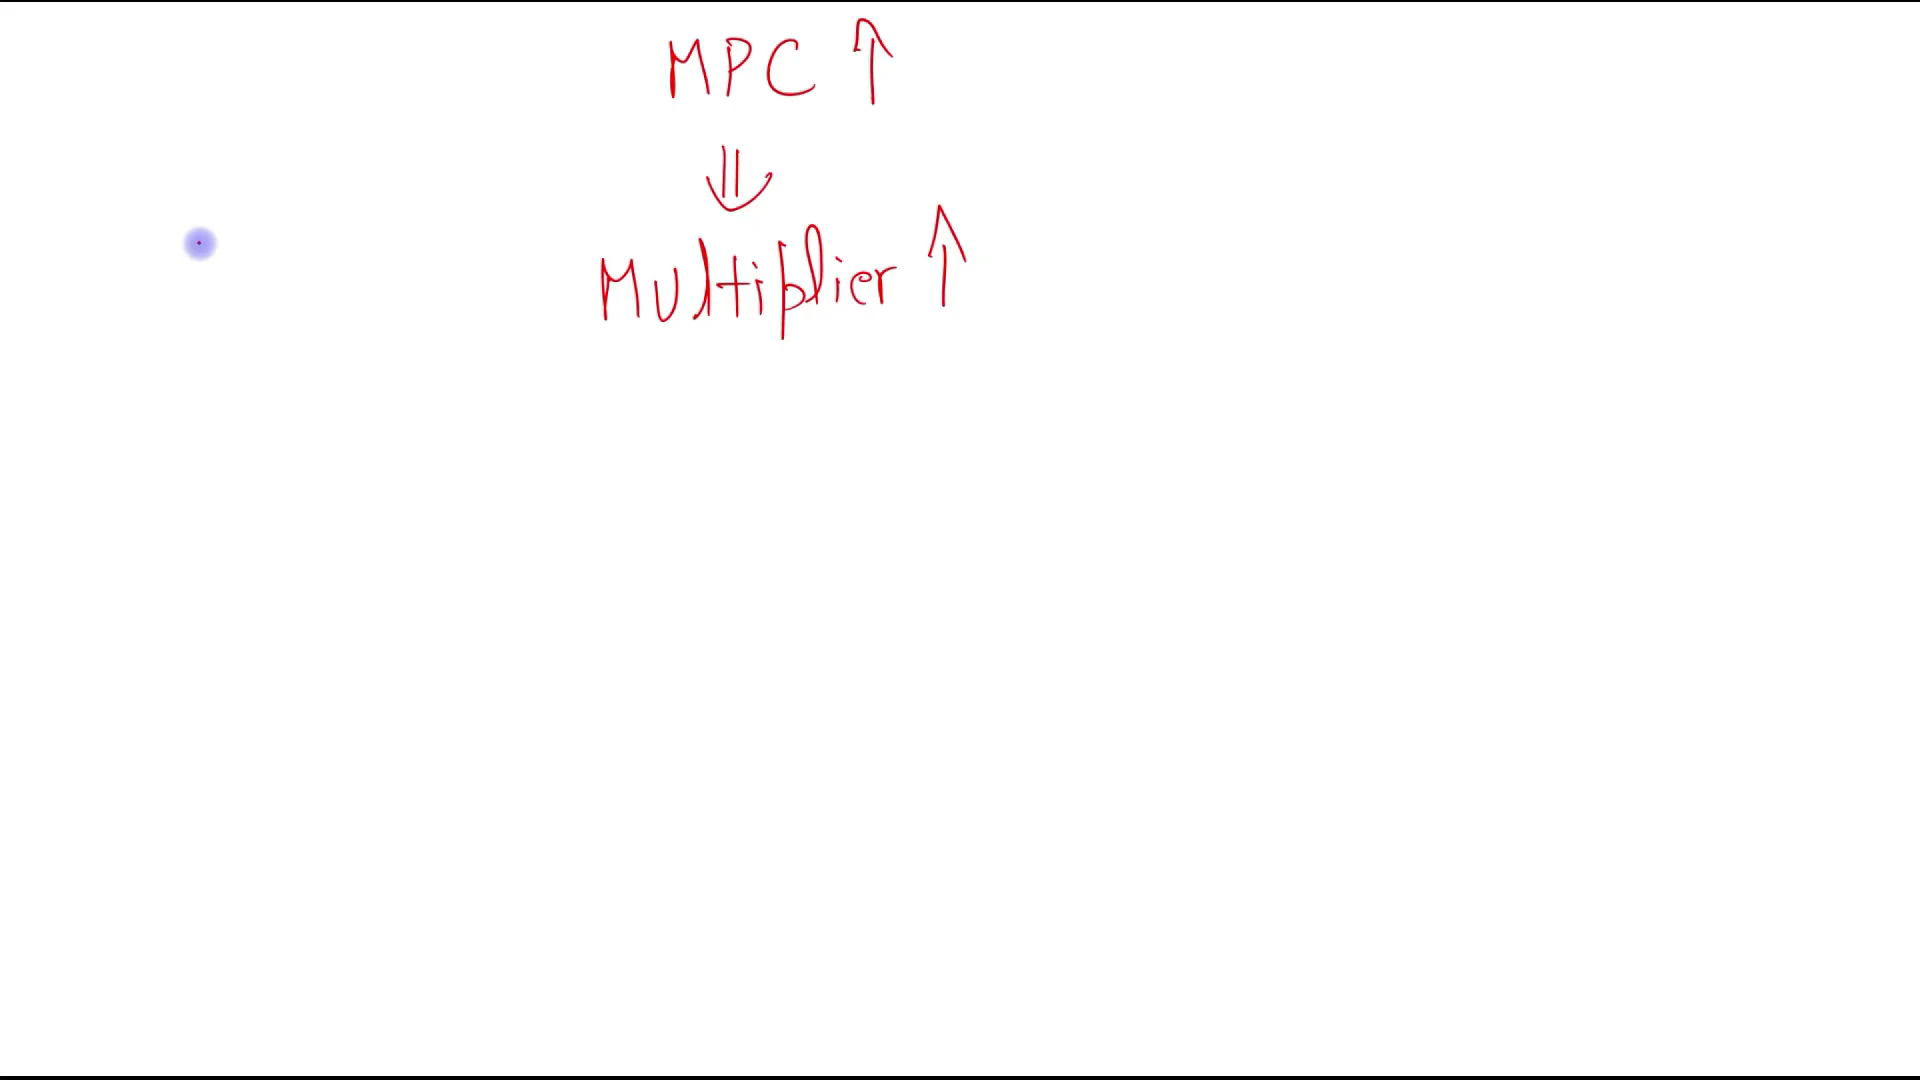 MPC ↑
⇓
Multiplier ↑